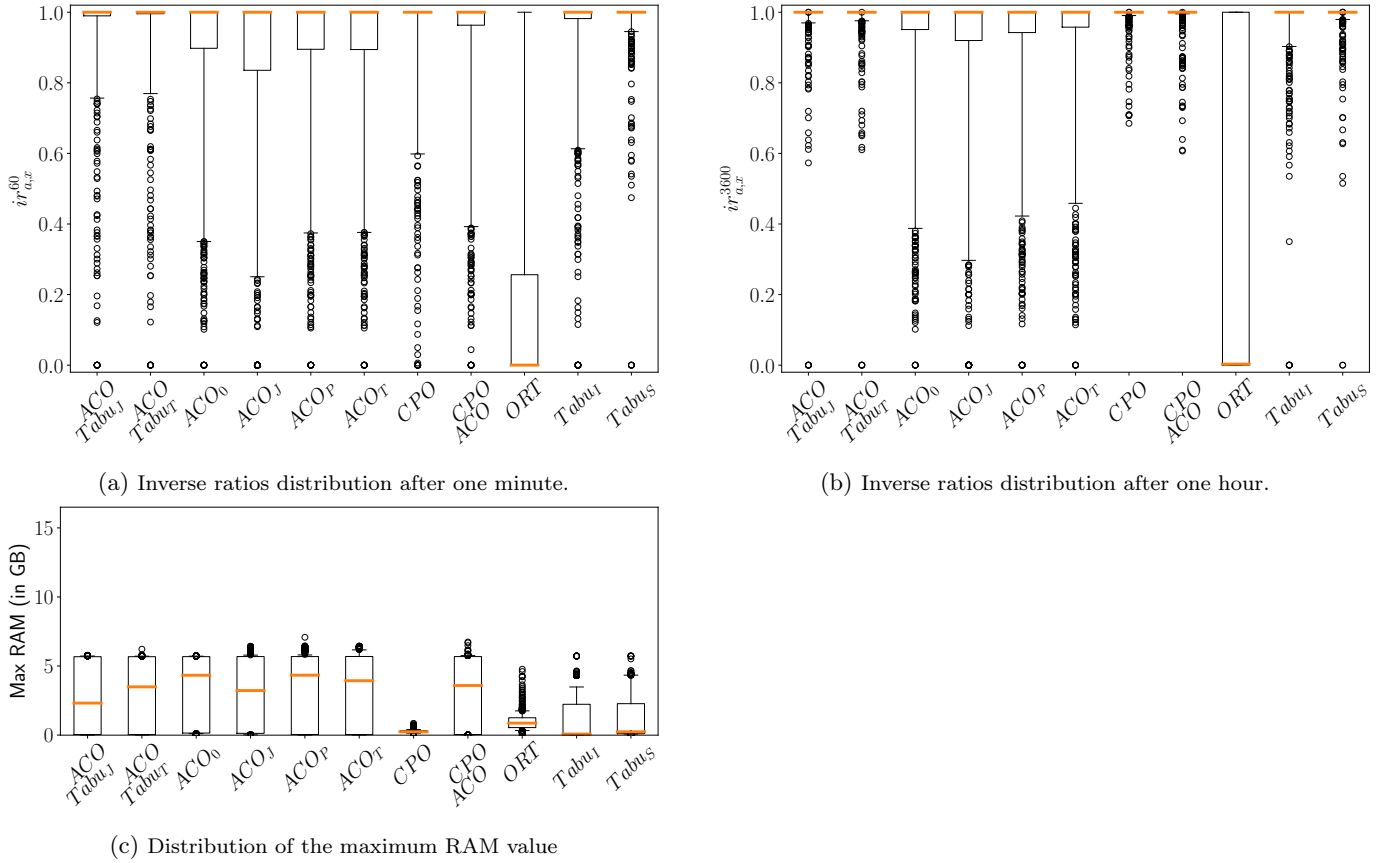 1.0
0.8
0.6
0.4
0.2
0.0
ir^{60}_{a,x}
ACO Tabu_J
ACO Tabu_T
ACO_0
ACO_J
ACO_P
ACO_T
CPO
CPO ACO
ORT
Tabu_I
Tabu_S
(a) Inverse ratios distribution after one minute.
1.0
0.8
0.6
0.4
0.2
0.0
ir^{3600}_{a,x}
ACO Tabu_J
ACO Tabu_T
ACO_0
ACO_J
ACO_P
ACO_T
CPO
CPO ACO
ORT
Tabu_I
Tabu_S
(b) Inverse ratios distribution after one hour.
15
10
5
0
Max RAM (in GB)
ACO Tabu_J
ACO Tabu_T
ACO_0
ACO_J
ACO_P
ACO_T
CPO
CPO ACO
ORT
Tabu_I
Tabu_S
(c) Distribution of the maximum RAM value